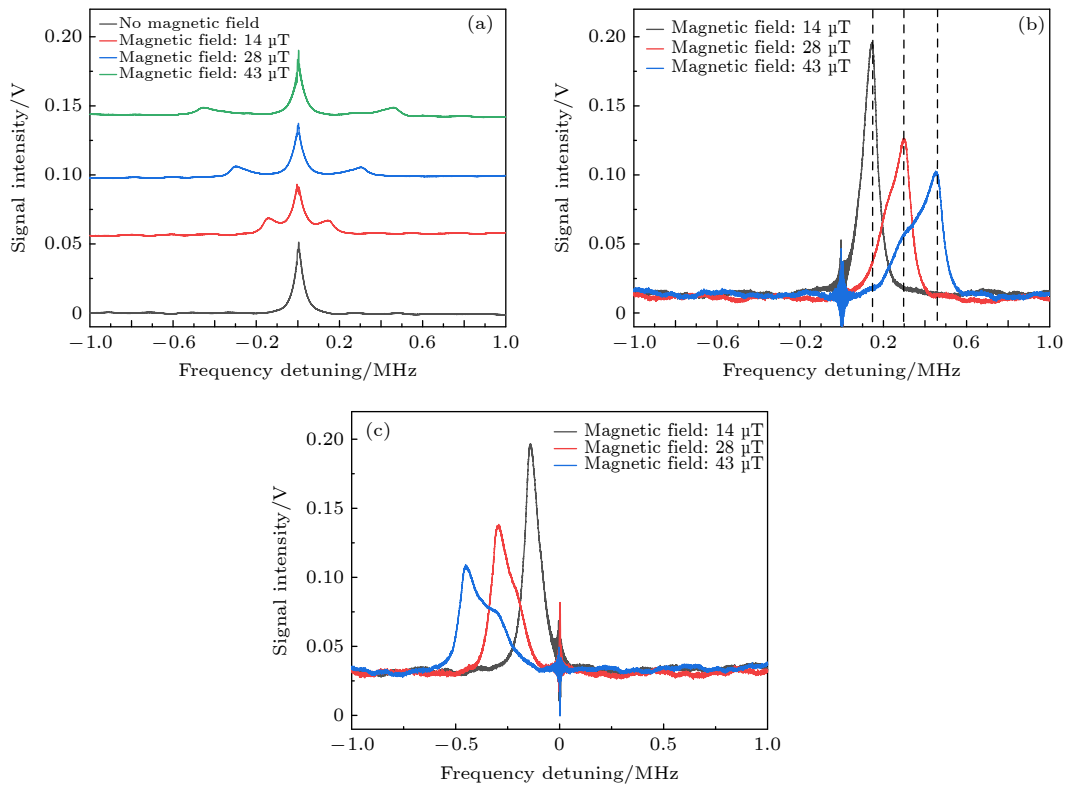 (a)
No magnetic field
Magnetic field: 14 μT
Magnetic field: 28 μT
Magnetic field: 43 μT
0.20
0.15
0.10
0.05
0
Signal intensity/V
−1.0 −0.6 −0.2 0.2 0.6 1.0
Frequency detuning/MHz
(b)
Magnetic field: 14 μT
Magnetic field: 28 μT
Magnetic field: 43 μT
0.20
0.15
0.10
0.05
0
Signal intensity/V
−1.0 −0.6 −0.2 0.2 0.6 1.0
Frequency detuning/MHz
(c)
Magnetic field: 14 μT
Magnetic field: 28 μT
Magnetic field: 43 μT
0.20
0.15
0.10
0.05
0
Signal intensity/V
−1.0 −0.5 0 0.5 1.0
Frequency detuning/MHz